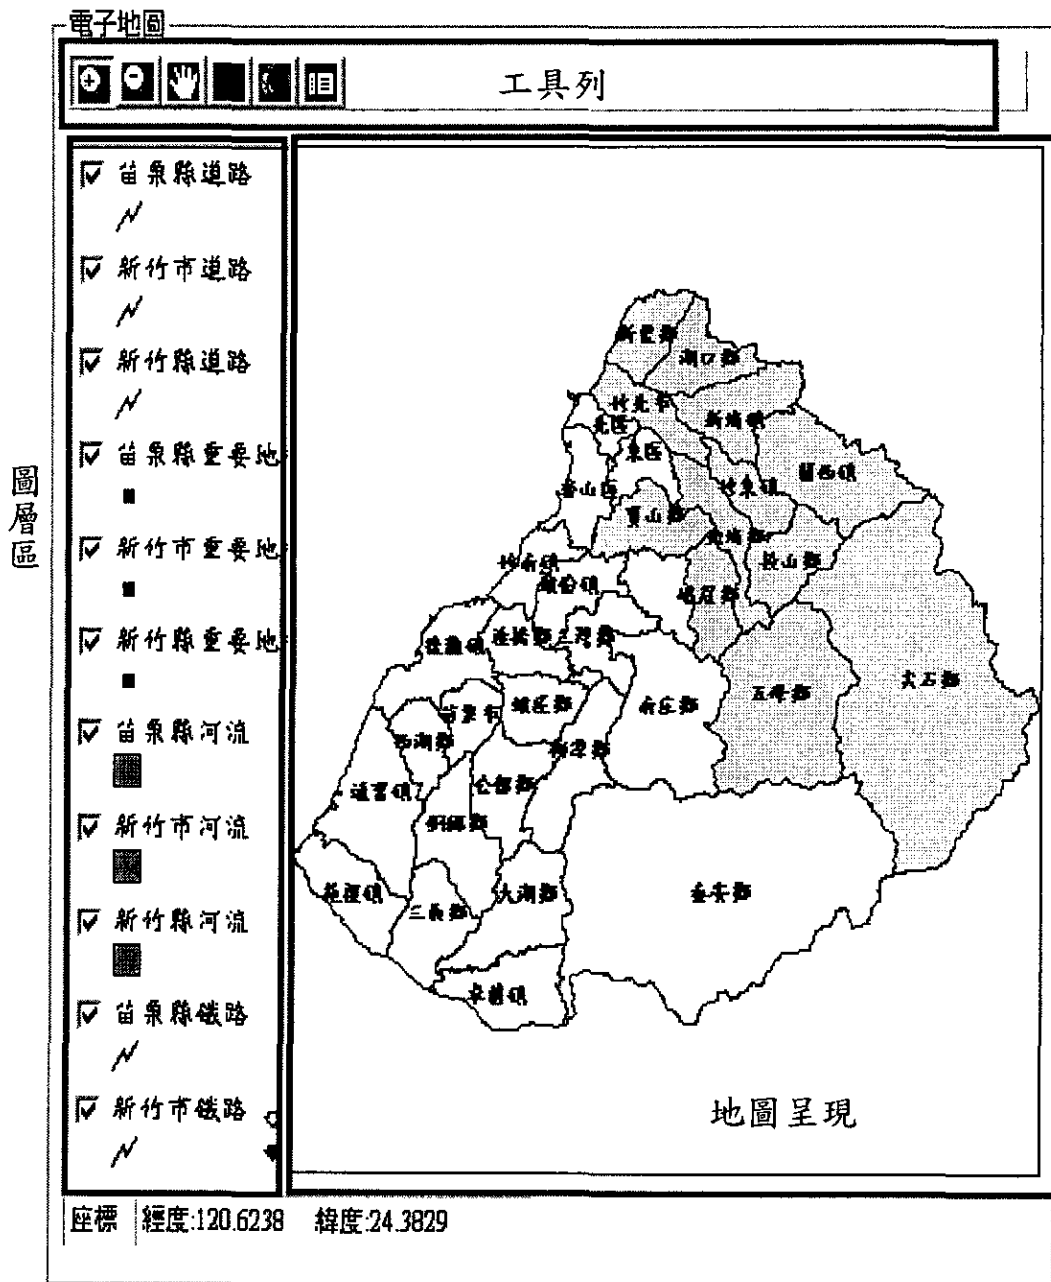 電子地圖
工具列
圖層區
苗栗縣道路
新竹市道路
新竹縣道路
苗栗縣重要地
新竹市重要地
新竹縣重要地
苗栗縣河流
新竹市河流
新竹縣河流
苗栗縣鐵路
新竹市鐵路
新豐鄉
湖口鄉
竹北市
新埔鎮
北區
東區
關西鎮
香山區
竹東鎮
寶山鄉
北埔鄉
橫山鄉
竹南鎮
頭份鎮
峨眉鄉
後龍鎮
造橋鄉
三灣鄉
尖石鄉
五峰鄉
南庄鄉
頭屋鄉
苗栗市
西湖鄉
獅潭鄉
通霄鎮
公館鄉
銅鑼鄉
苑裡鎮
三義鄉
大湖鄉
泰安鄉
卓蘭鎮
地圖呈現
座標 經度:120.6238 緯度:24.3829